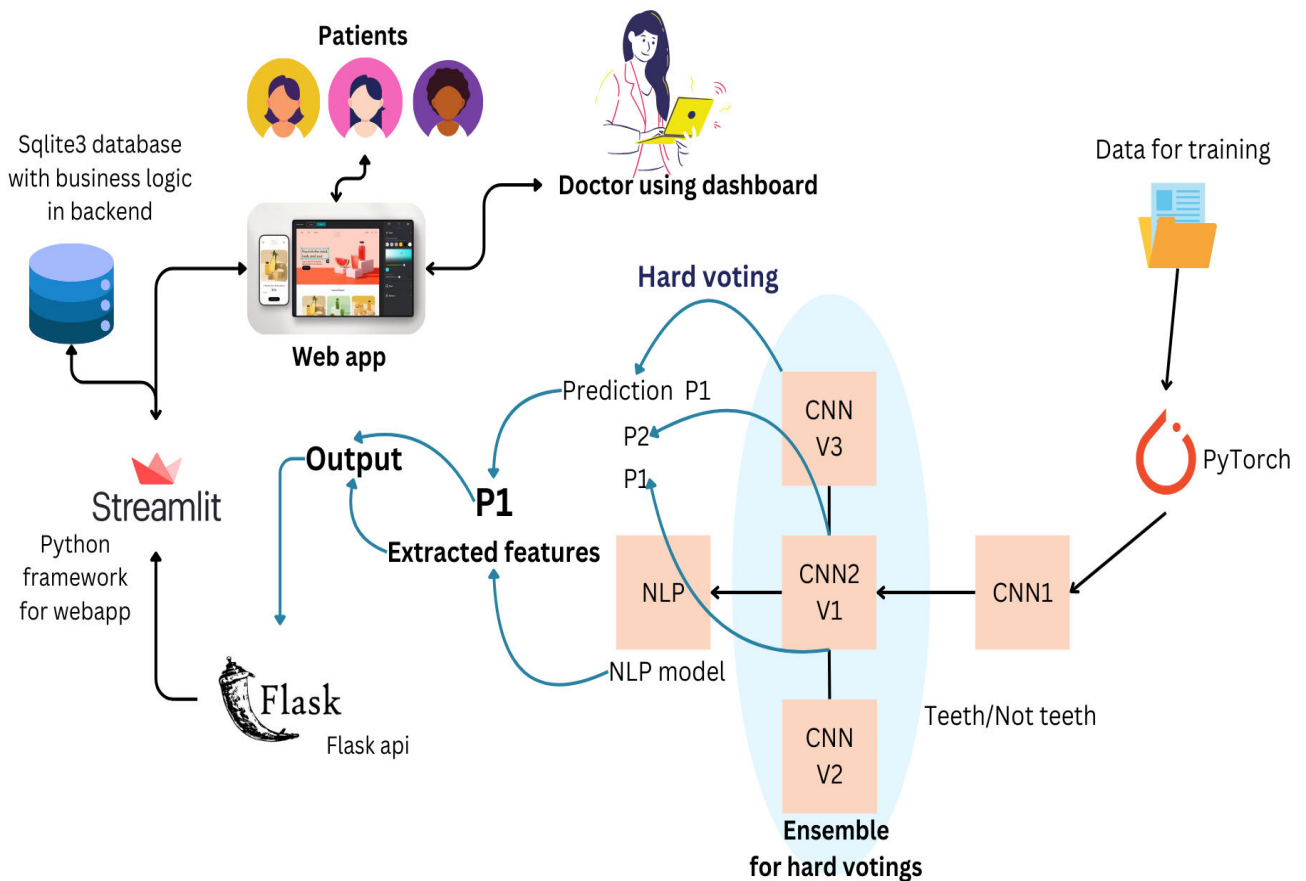 Patients
Sqlite3 database
with business logic
in backend
Doctor using dashboard
Data for training
Web app
Hard voting
Prediction P1
P2
P1
CNN
V3
PyTorch
Output
P1
Extracted features
Streamlit
Python
framework
for webapp
NLP
CNN2
V1
CNN1
NLP model
Flask
Flask api
Teeth/Not teeth
CNN
V2
Ensemble
for hard votings